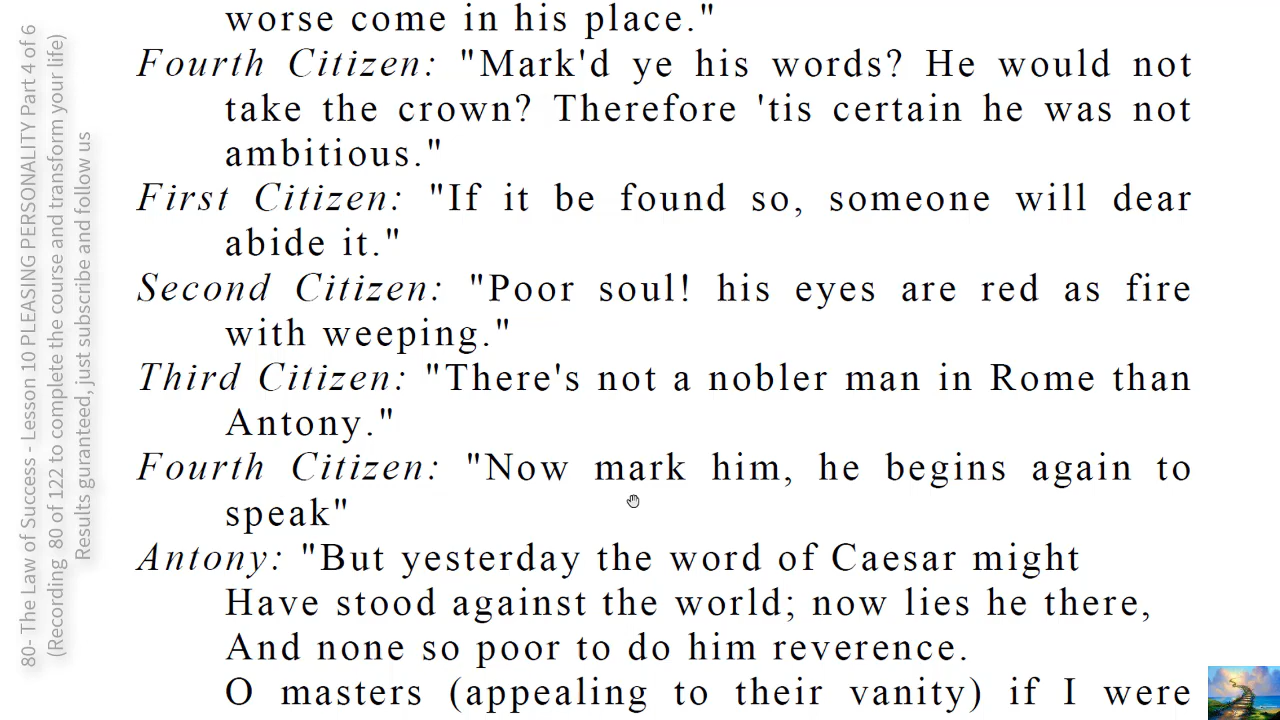 worse come in his place."
Fourth Citizen: "Mark'd ye his words? He would not
take the crown? Therefore 'tis certain he was not
ambitious."
First Citizen: "If it be found so, someone will dear
abide it."
Second Citizen: "Poor soul! his eyes are red as fire
with weeping."
Third Citizen: "There's not a nobler man in Rome than
Antony."
Fourth Citizen: "Now mark him, he begins again to
speak"
Antony: "But yesterday the word of Caesar might
Have stood against the world; now lies he there,
And none so poor to do him reverence.
O masters (appealing to their vanity) if I were
80- The Law of Success - Lesson 10 PLEASING PERSONALITY Part 4 of 6
(Recording 80 of 122 to complete the course and transform your life)
Results guranteed, just subscribe and follow us